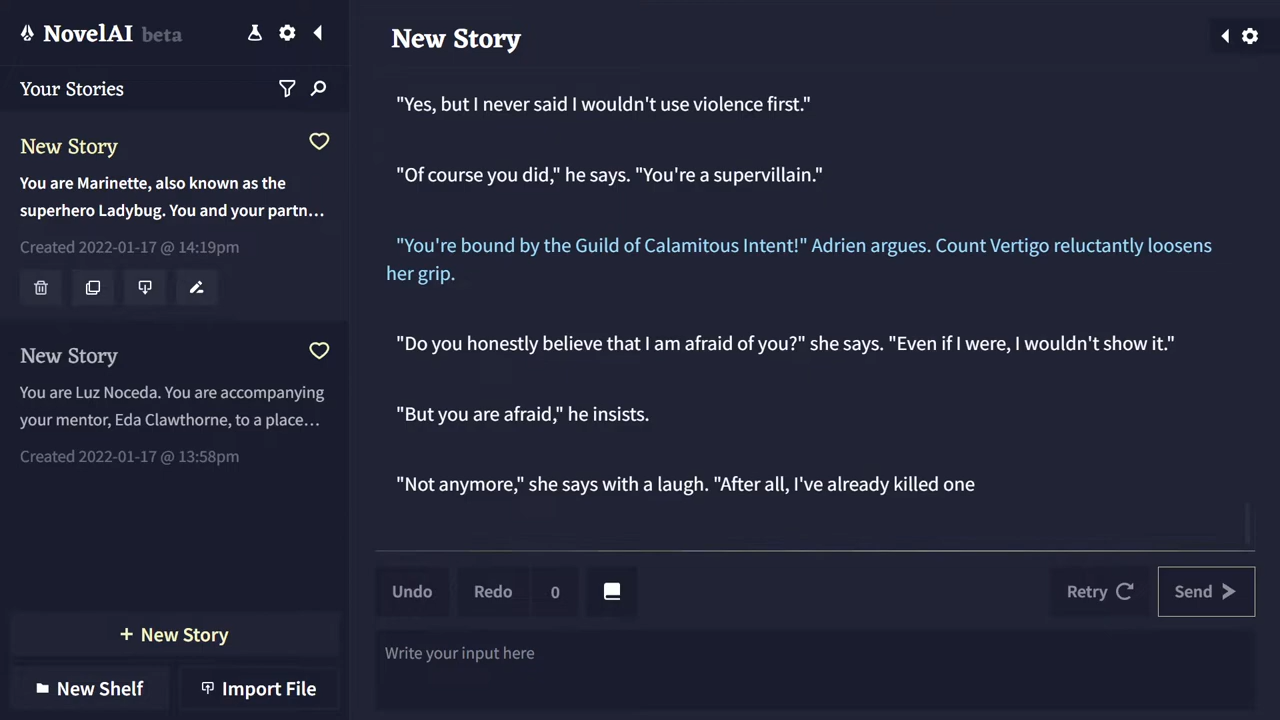 NovelAI beta
Your Stories
New Story
You are Marinette, also known as the
superhero Ladybug. You and your partn...
Created 2022-01-17 @ 14:19pm
New Story
You are Luz Noceda. You are accompanying
your mentor, Eda Clawthorne, to a place...
Created 2022-01-17 @ 13:58pm
+ New Story
New Shelf
Import File
New Story
"Yes, but I never said I wouldn't use violence first."
"Of course you did," he says. "You're a supervillain."
"You're bound by the Guild of Calamitous Intent!" Adrien argues. Count Vertigo reluctantly loosens
her grip.
"Do you honestly believe that I am afraid of you?" she says. "Even if I were, I wouldn't show it."
"But you are afraid," he insists.
"Not anymore," she says with a laugh. "After all, I've already killed one
Undo Redo 0 Retry Send
Write your input here